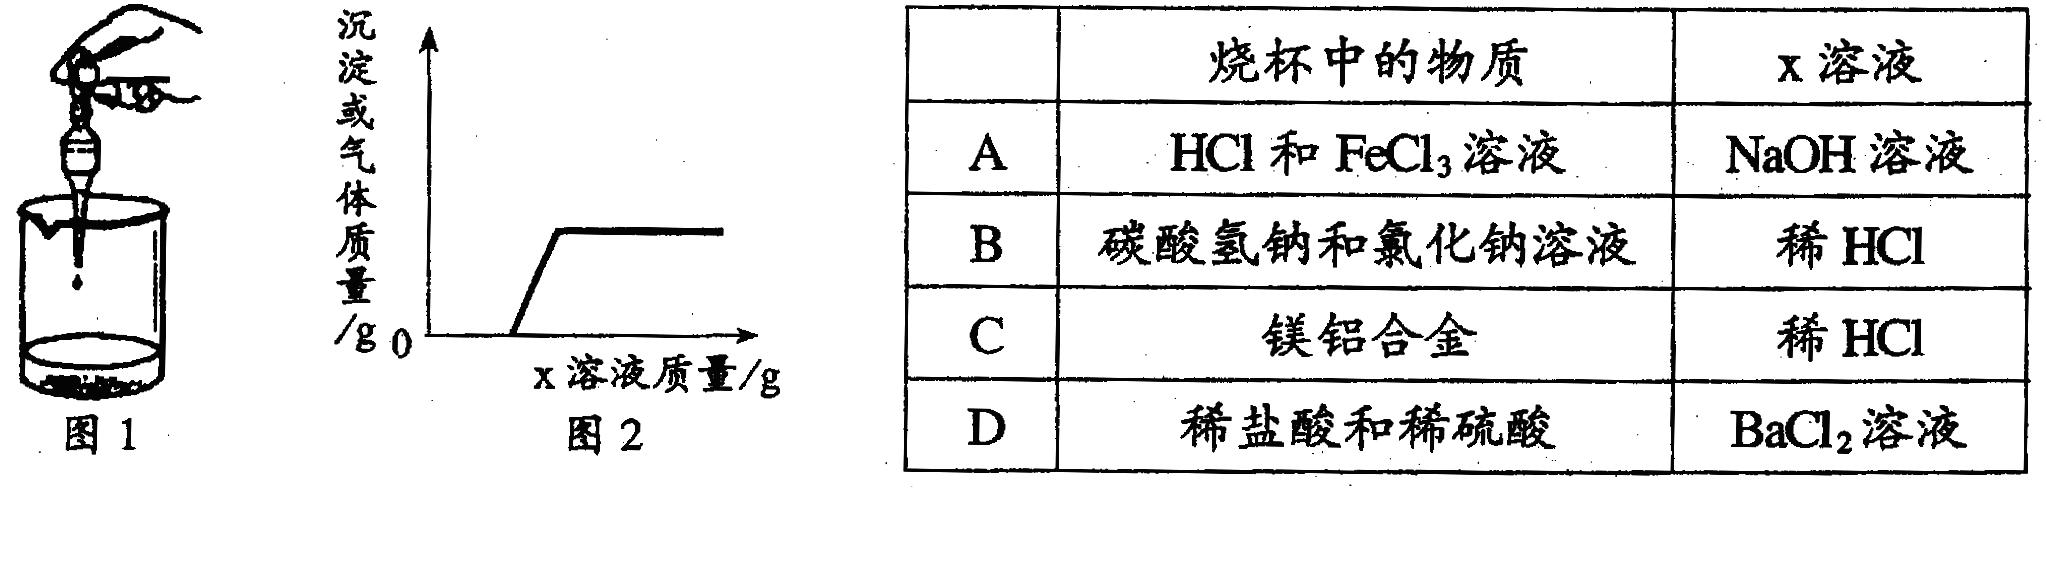 沉淀或气体质量/g
0
x 溶液质量/g
图 1
图 2
烧杯中的物质 x 溶液
A HCl 和 FeCl₃ 溶液 NaOH 溶液
B 碳酸氢钠和氯化钠溶液 稀 HCl
C 镁铝合金 稀 HCl
D 稀盐酸和稀硫酸 BaCl₂ 溶液